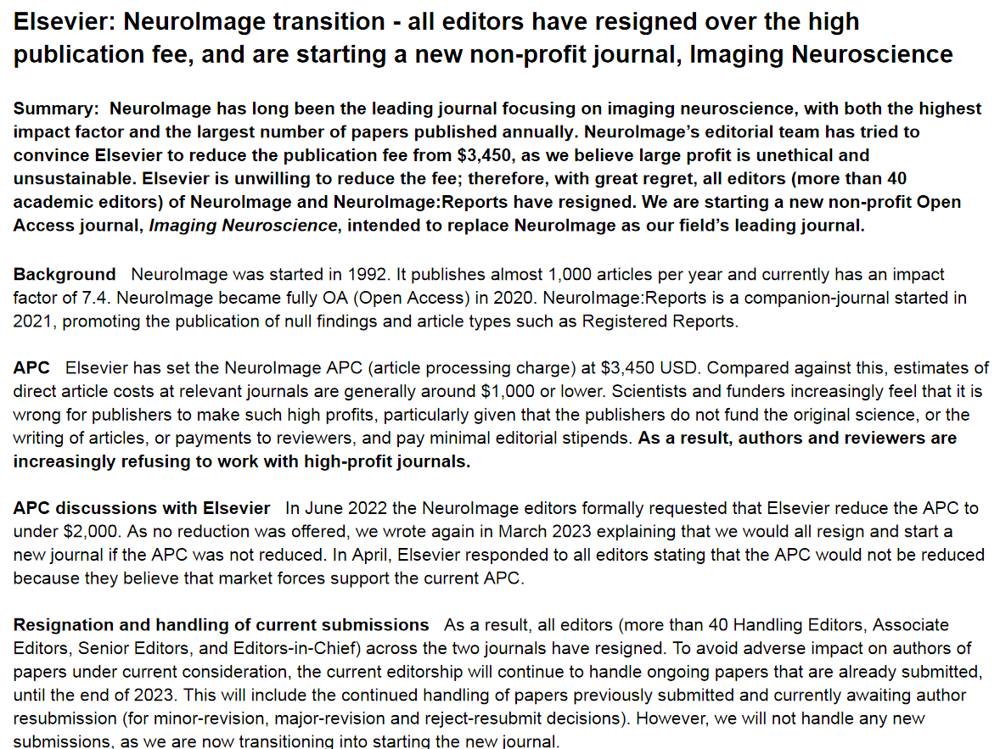 Elsevier: NeuroImage transition - all editors have resigned over the high
publication fee, and are starting a new non-profit journal, Imaging Neuroscience
Summary:  NeuroImage has long been the leading journal focusing on imaging neuroscience, with both the highest
impact factor and the largest number of papers published annually. NeuroImage’s editorial team has tried to
convince Elsevier to reduce the publication fee from $3,450, as we believe large profit is unethical and
unsustainable. Elsevier is unwilling to reduce the fee; therefore, with great regret, all editors (more than 40
academic editors) of NeuroImage and NeuroImage:Reports have resigned. We are starting a new non-profit Open
Access journal, Imaging Neuroscience, intended to replace NeuroImage as our field’s leading journal.
Background   NeuroImage was started in 1992. It publishes almost 1,000 articles per year and currently has an impact
factor of 7.4. NeuroImage became fully OA (Open Access) in 2020. NeuroImage:Reports is a companion-journal started in
2021, promoting the publication of null findings and article types such as Registered Reports.
APC   Elsevier has set the NeuroImage APC (article processing charge) at $3,450 USD. Compared against this, estimates of
direct article costs at relevant journals are generally around $1,000 or lower. Scientists and funders increasingly feel that it is
wrong for publishers to make such high profits, particularly given that the publishers do not fund the original science, or the
writing of articles, or payments to reviewers, and pay minimal editorial stipends. As a result, authors and reviewers are
increasingly refusing to work with high-profit journals.
APC discussions with Elsevier   In June 2022 the NeuroImage editors formally requested that Elsevier reduce the APC to
under $2,000. As no reduction was offered, we wrote again in March 2023 explaining that we would all resign and start a
new journal if the APC was not reduced. In April, Elsevier responded to all editors stating that the APC would not be reduced
because they believe that market forces support the current APC.
Resignation and handling of current submissions   As a result, all editors (more than 40 Handling Editors, Associate
Editors, Senior Editors, and Editors-in-Chief) across the two journals have resigned. To avoid adverse impact on authors of
papers under current consideration, the current editorship will continue to handle ongoing papers that are already submitted,
until the end of 2023. This will include the continued handling of papers previously submitted and currently awaiting author
resubmission (for minor-revision, major-revision and reject-resubmit decisions). However, we will not handle any new
submissions, as we are now transitioning into starting the new journal.